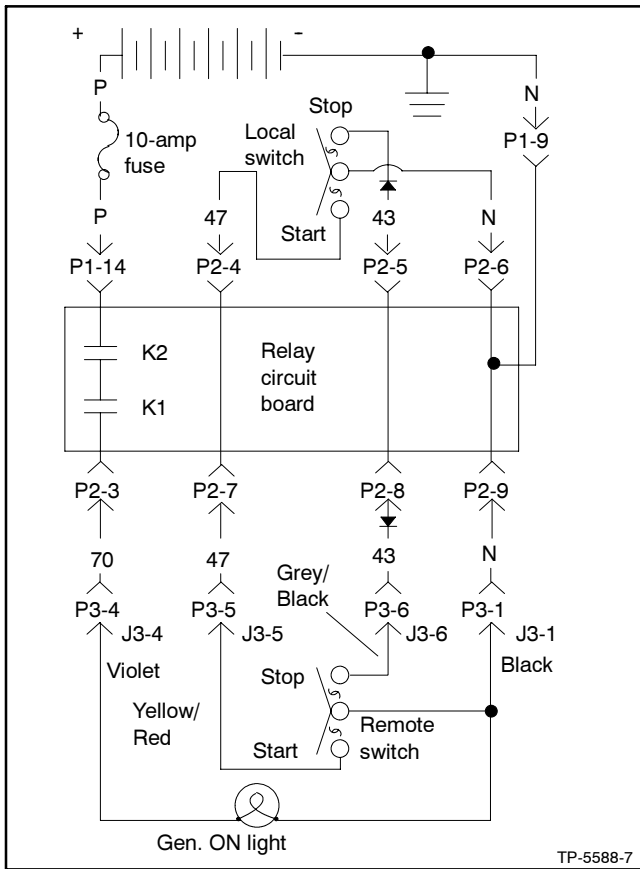 + -
P
N
Stop
10-amp
fuse
Local
switch
P1-9
P
47
Start
43
N
P1-14
P2-4
P2-5
P2-6
K2
Relay
circuit
board
K1
P2-3
P2-7
P2-8
P2-9
70
47
43
N
Grey/
Black
P3-4
P3-5
P3-6
P3-1
J3-4
J3-5
J3-6
J3-1
Violet
Black
Stop
Yellow/
Red
Start
Remote
switch
Gen. ON light
TP-5588-7